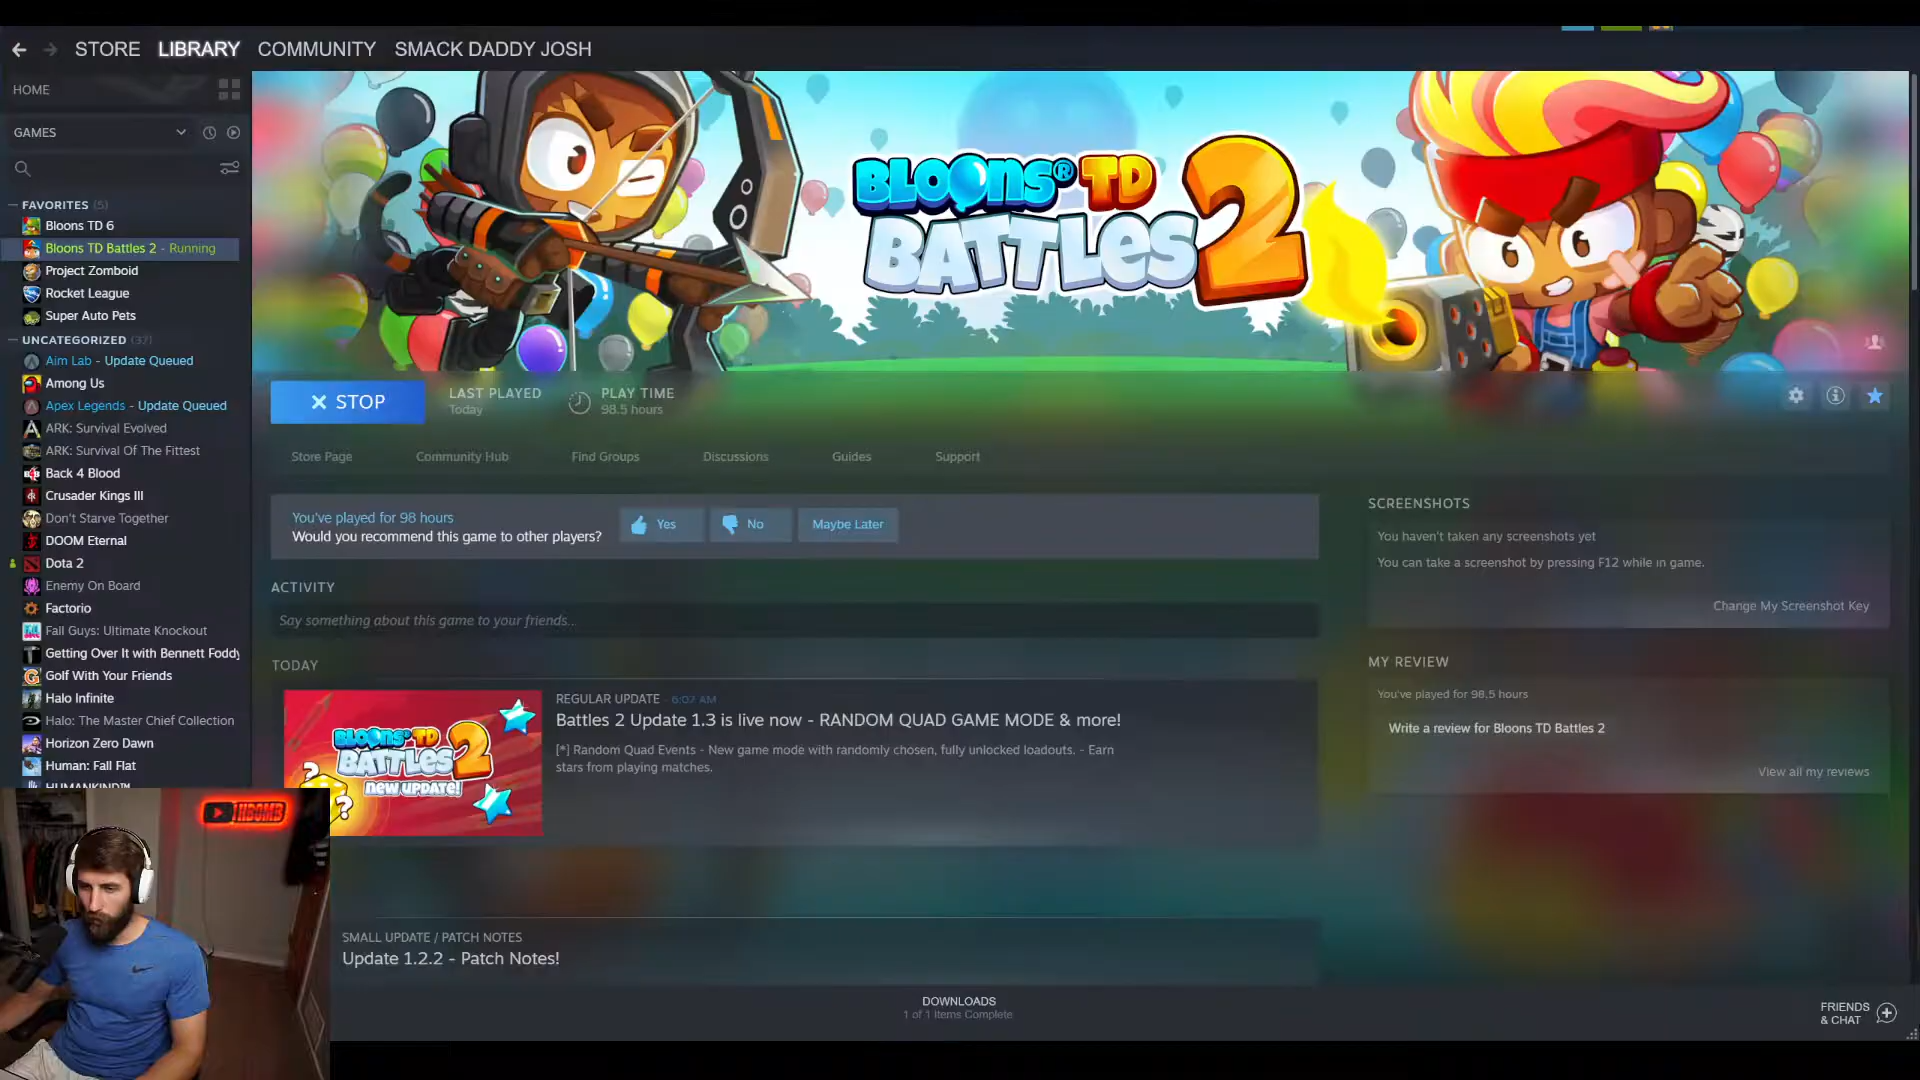 STORE LIBRARY COMMUNITY SMACK DADDY JOSH
HOME
GAMES
FAVORITES (5)
Bloons TD 6
Bloons TD Battles 2 - Running
Project Zomboid
Rocket League
Super Auto Pets
UNCATEGORIZED (37)
Aim Lab - Update Queued
Among Us
Apex Legends - Update Queued
ARK: Survival Evolved
ARK: Survival Of The Fittest
Back 4 Blood
Crusader Kings III
Don't Starve Together
DOOM Eternal
Dota 2
Enemy On Board
Factorio
Fall Guys: Ultimate Knockout
Getting Over It with Bennett Foddy
Golf With Your Friends
Halo Infinite
Halo: The Master Chief Collection
Horizon Zero Dawn
Human: Fall Flat
HUMANKIND™
BLOONS® TD
BATTLES 2
STOP
LAST PLAYED
Today
PLAY TIME
98.5 hours
Store Page Community Hub Find Groups Discussions Guides Support
You've played for 98 hours
Would you recommend this game to other players?
Yes No Maybe Later
ACTIVITY
Say something about this game to your friends...
TODAY
BLOONS TD
BATTLES 2
NEW UPDATE!
REGULAR UPDATE - 6:07 AM
Battles 2 Update 1.3 is live now - RANDOM QUAD GAME MODE & more!
[*] Random Quad Events - New game mode with randomly chosen, fully unlocked loadouts. - Earn
stars from playing matches.
SMALL UPDATE / PATCH NOTES
Update 1.2.2 - Patch Notes!
SCREENSHOTS
You haven't taken any screenshots yet
You can take a screenshot by pressing F12 while in game.
Change My Screenshot Key
MY REVIEW
You've played for 98.5 hours
Write a review for Bloons TD Battles 2
View all my reviews
DOWNLOADS
1 of 1 Items Complete
FRIENDS
& CHAT